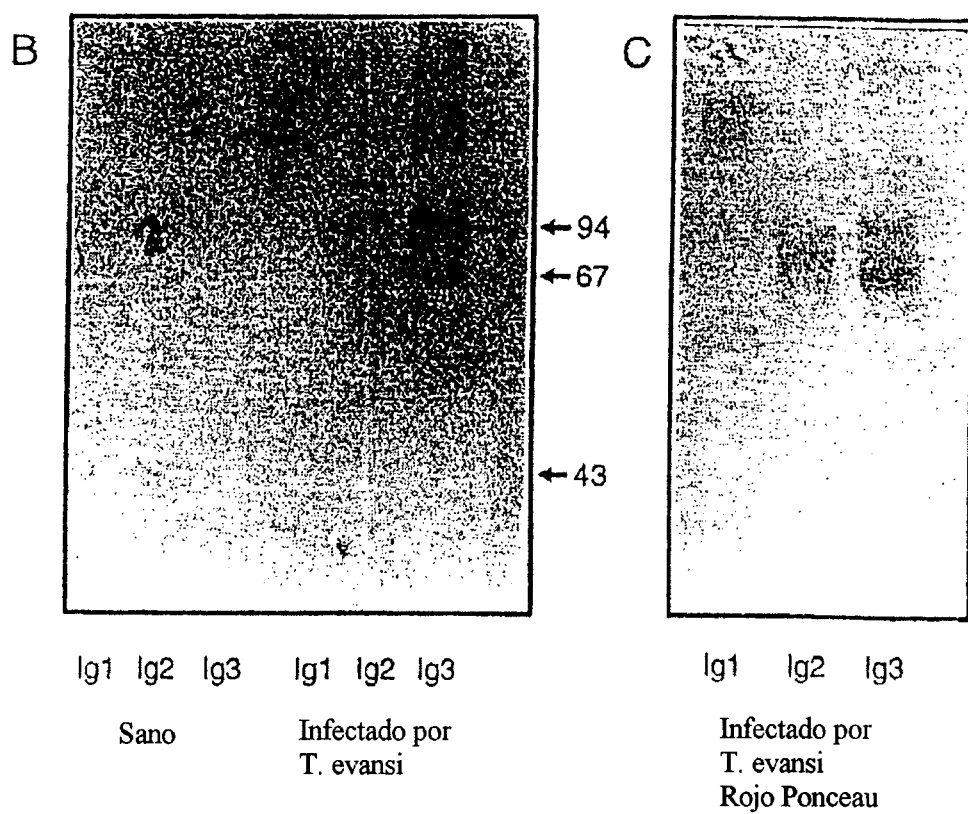 B
C
94
67
43
Ig1 Ig2 Ig3 Ig1 Ig2 Ig3
Ig1 Ig2 Ig3
Sano
Infectado por
T. evansi
Infectado por
T. evansi
Rojo Ponceau